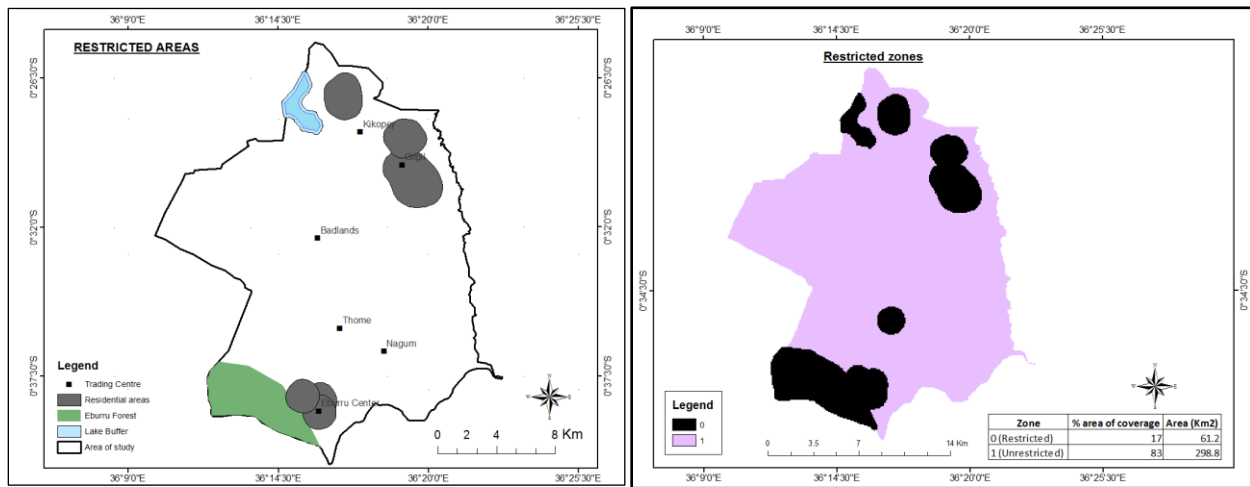 36°9'0"E 36°14'30"E 36°20'0"E 36°25'30"E
RESTRICTED AREAS
0°26'30"S 0°26'30"S
Kikopey
Gilgil
0°32'0"S 0°32'0"S
Badlands
Thome
Nagum
0°37'30"S 0°37'30"S
Eburru Center
Legend
Trading Centre
Residential areas
Eburru Forest
Lake Buffer
Area of study
0 2 4 8 Km
36°9'0"E 36°14'30"E 36°20'0"E 36°25'30"E
36°9'0"E 36°14'30"E 36°20'0"E 36°25'30"E
Restricted zones
0°34'30"S 0°34'30"S
Legend
0
1
0 3.5 7 14 Km
Zone % area of coverage Area (Km2)
0 (Restricted) 17 61.2
1 (Unrestricted) 83 298.8
36°9'0"E 36°14'30"E 36°20'0"E 36°25'30"E